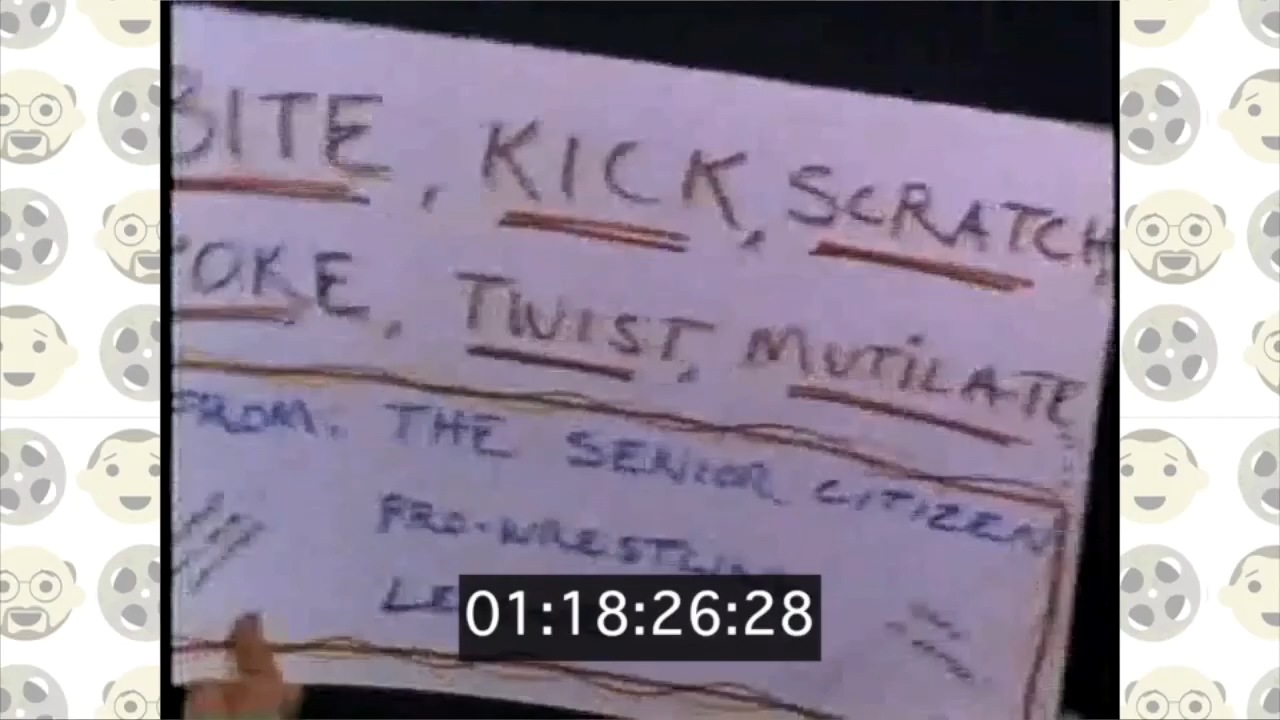 BITE, KICK, SCRATCH,
POKE, TWIST, MUTILATE
FROM: THE SENIOR CITIZEN
PRO-WRESTLING
01:18:26:28